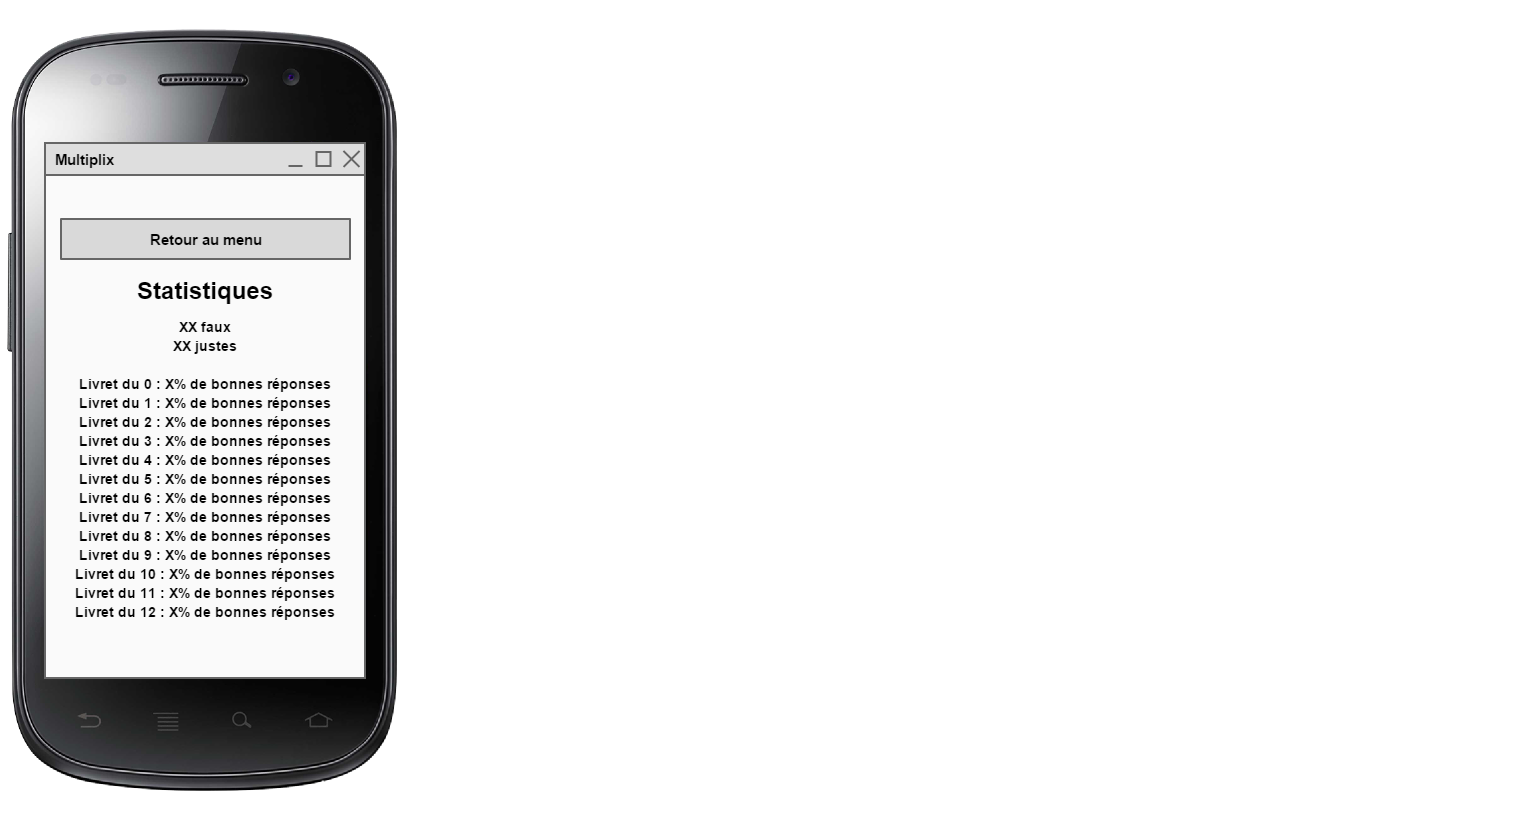 Multiplix
Retour au menu
Statistiques
XX faux
XX justes
Livret du 0 : X% de bonnes réponses
Livret du 1 : X% de bonnes réponses
Livret du 2 : X% de bonnes réponses
Livret du 3 : X% de bonnes réponses
Livret du 4 : X% de bonnes réponses
Livret du 5 : X% de bonnes réponses
Livret du 6 : X% de bonnes réponses
Livret du 7 : X% de bonnes réponses
Livret du 8 : X% de bonnes réponses
Livret du 9 : X% de bonnes réponses
Livret du 10 : X% de bonnes réponses
Livret du 11 : X% de bonnes réponses
Livret du 12 : X% de bonnes réponses